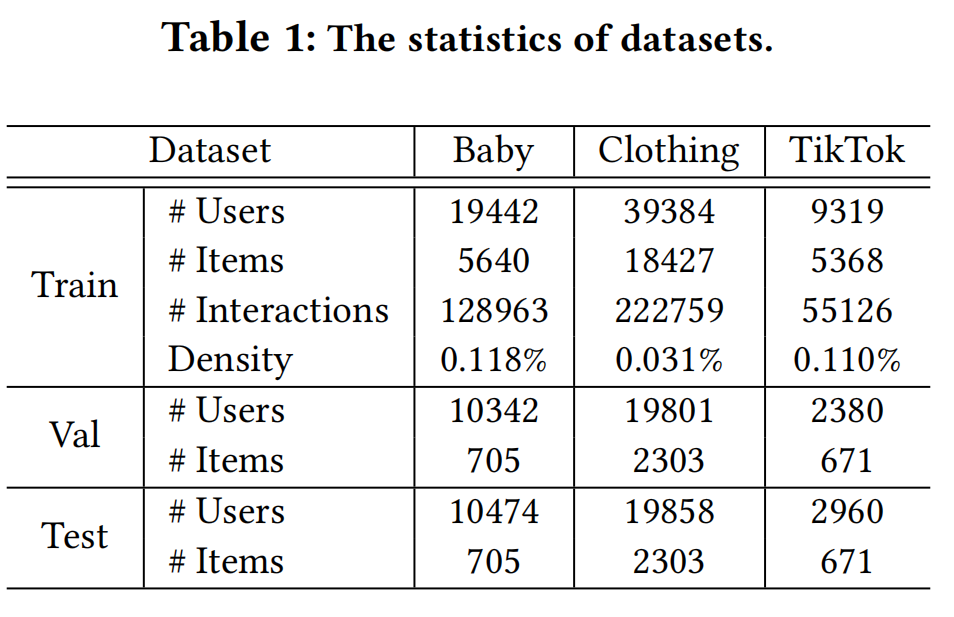 Table 1: The statistics of datasets.
Dataset Baby Clothing TikTok
Train
# Users 19442 39384 9319
# Items 5640 18427 5368
# Interactions 128963 222759 55126
Density 0.118% 0.031% 0.110%
Val
# Users 10342 19801 2380
# Items 705 2303 671
Test
# Users 10474 19858 2960
# Items 705 2303 671